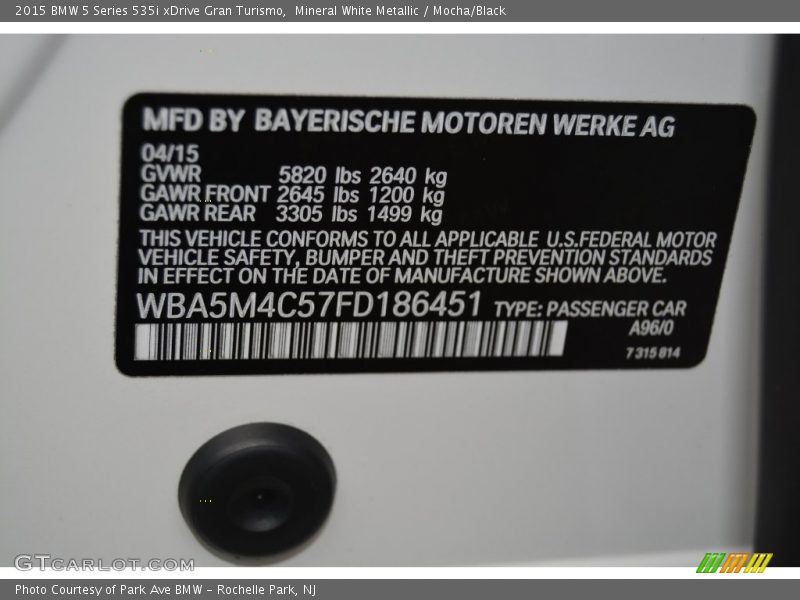 2015 BMW 5 Series 535i xDrive Gran Turismo,  Mineral White Metallic / Mocha/Black
MFD BY BAYERISCHE MOTOREN WERKE AG
04/15
GVWR 5820 lbs 2640 kg
GAWR FRONT 2645 lbs 1200 kg
GAWR REAR 3305 lbs 1499 kg
THIS VEHICLE CONFORMS TO ALL APPLICABLE U.S.FEDERAL MOTOR
VEHICLE SAFETY, BUMPER AND THEFT PREVENTION STANDARDS
IN EFFECT ON THE DATE OF MANUFACTURE SHOWN ABOVE.
WBA5M4C57FD186451 TYPE: PASSENGER CAR
A96/0
7315814
GTCarLot.com
Photo Courtesy of Park Ave BMW - Rochelle Park, NJ